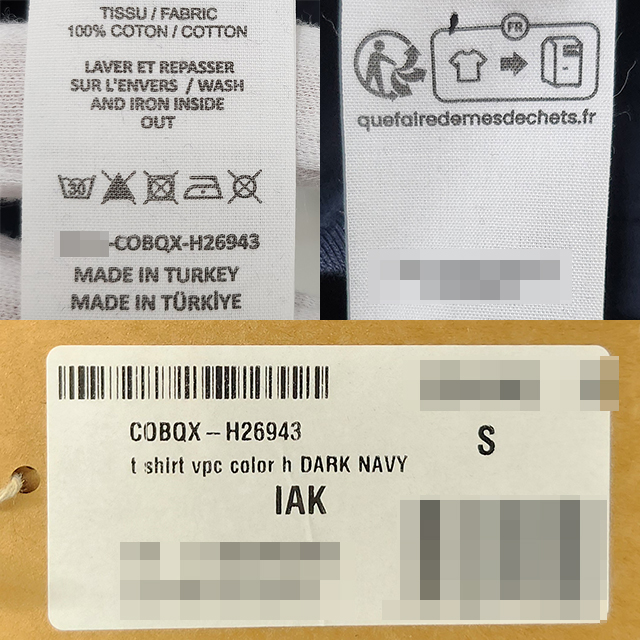 TISSU / FABRIC
100% COTON / COTTON
LAVER ET REPASSER
SUR L'ENVERS / WASH
AND IRON INSIDE
OUT
30
-COBQX-H26943
MADE IN TURKEY
MADE IN TÜRKİYE
FR
quefairedemesdechets.fr
COBQX – H26943
S
t shirt vpc color h DARK NAVY
IAK